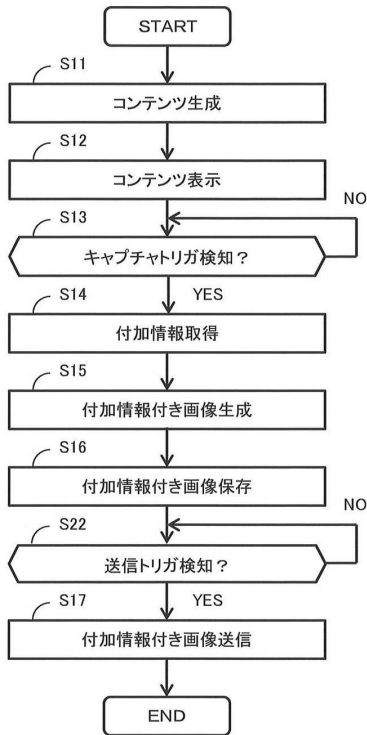 START
S11
コンテンツ生成
S12
コンテンツ表示
NO
S13
キャプチャトリガ検知?
S14
YES
付加情報取得
S15
付加情報付き画像生成
S16
付加情報付き画像保存
NO
S22
送信トリガ検知?
S17
YES
付加情報付き画像送信
END